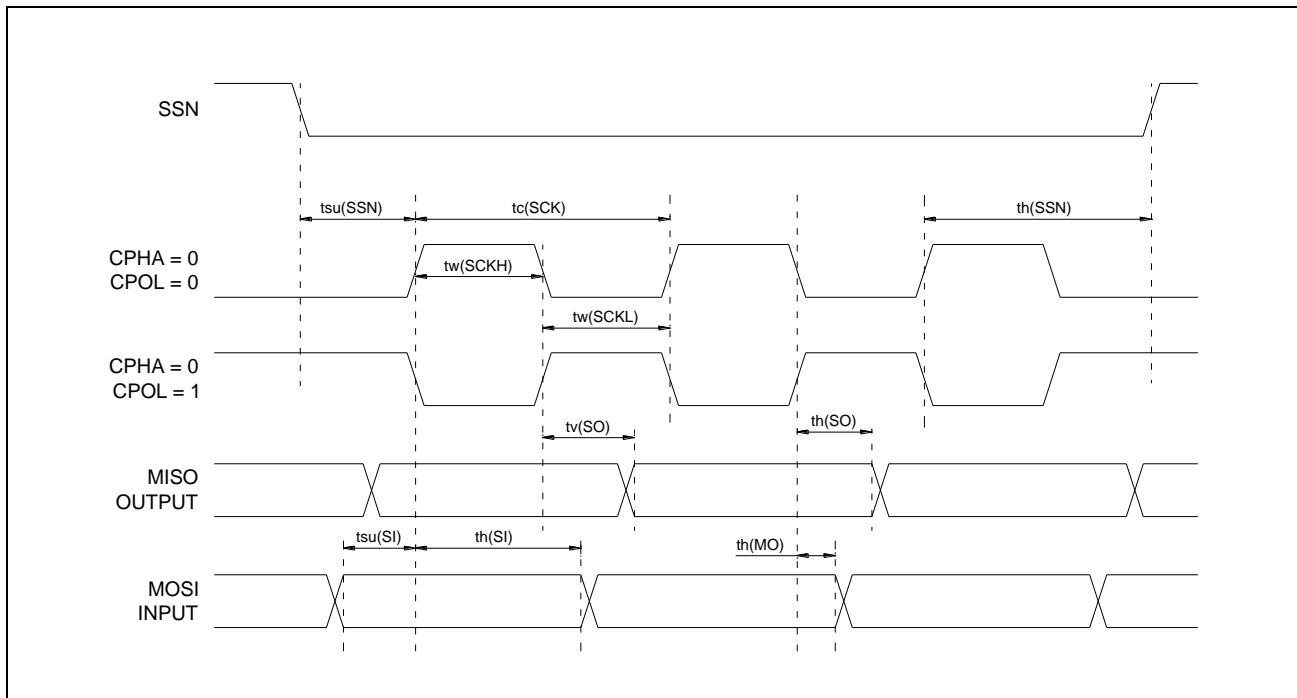 SSN
tsu(SSN)
tc(SCK)
th(SSN)
CPHA = 0
CPOL = 0
tw(SCKH)
tw(SCKL)
CPHA = 0
CPOL = 1
tv(SO)
th(SO)
MISO
OUTPUT
tsu(SI)
th(SI)
th(MO)
MOSI
INPUT